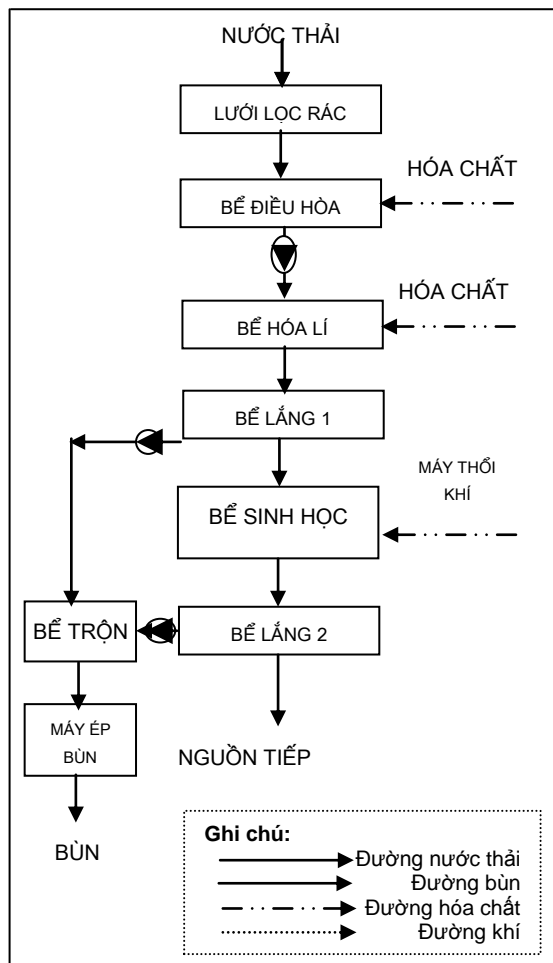 NƯỚC THẢI
LƯỚI LỌC RÁC
HÓA CHẤT
BỂ ĐIỀU HÒA
HÓA CHẤT
BỂ HÓA LÍ
BỂ LẮNG 1
MÁY THỔI
KHÍ
BỂ SINH HỌC
BỂ TRỘN
BỂ LẮNG 2
MÁY ÉP
BÙN
NGUỒN TIẾP
BÙN
Ghi chú:
Đường nước thải
Đường bùn
Đường hóa chất
Đường khí